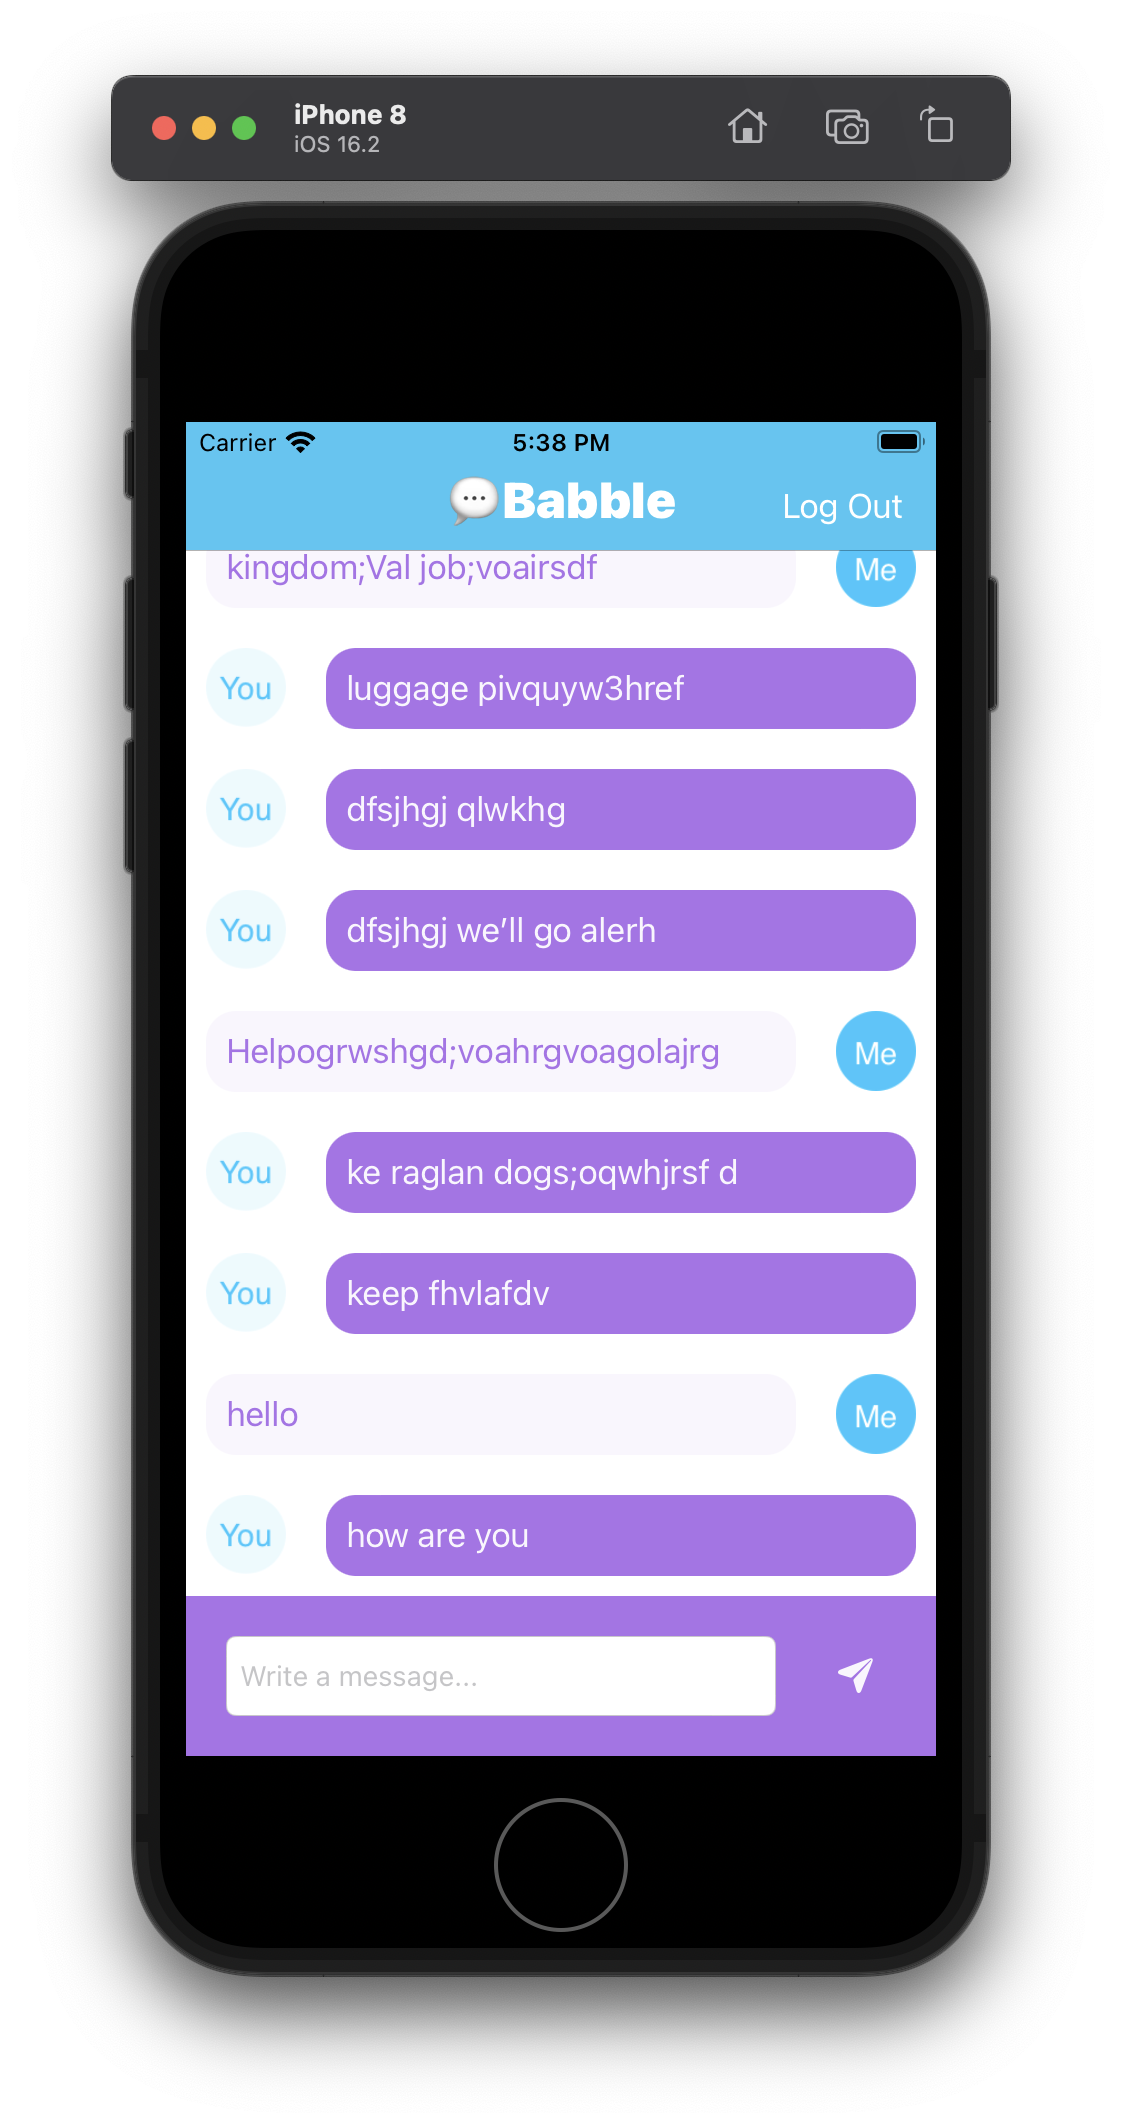 iPhone 8
iOS 16.2
Carrier 5:38 PM
Babble Log Out
kingdom;Val job;voairsdf Me
You luggage pivquyw3href
You dfsjhgj qlwkhg
You dfsjhgj we’ll go alerh
Helpogrwshgd;voahrgvoagolajrg Me
You ke raglan dogs;oqwhjrsf d
You keep fhvlafdv
hello Me
You how are you
Write a message...